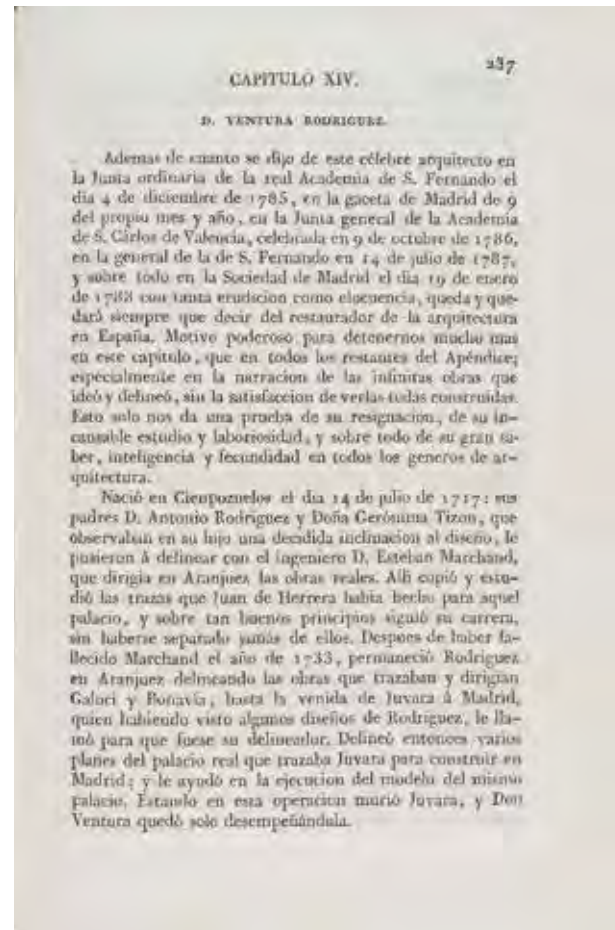 237
CAPITULO XIV.
D. VENTURA RODRIGUEZ.
Ademas de cuanto se dijo de este célebre arquitecto en
la Junta ordinaria de la real Academia de S. Fernando el
dia 4 de diciembre de 1785, en la gaceta de Madrid de 9
del propio mes y año, en la Junta general de la Academia
de S. Cárlos de Valencia, celebrada en 9 de octubre de 1786,
en la general de la de S. Fernando en 14 de julio de 1787,
y sobre todo en la Sociedad de Madrid el dia 19 de enero
de 1788 con tanta erudicion como elocuencia, queda y que-
dará siempre que decir del restaurador de la arquitectura
en España. Motivo poderoso para detenernos mucho mas
en este capítulo, que en todos los restantes del Apéndice;
especialmente en la narracion de las infinitas obras que
ideó y delineó, sin la satisfaccion de verlas todas construidas.
Esto solo nos da una prueba de su resignacion, de su in-
cansable estudio y laboriosidad, y sobre todo de su gran sa-
ber, inteligencia y fecundidad en todos los generos de ar-
quitectura.
Nació en Cienpozuelos el dia 14 de julio de 1717: sus
padres D. Antonio Rodriguez y Doña Gerónima Tizon, que
observaban en su hijo una decidida inclinacion al diseño, le
pusieron á delinear con el ingeniero D. Esteban Marchand,
que dirigia en Aranjuez las obras reales. Alli copió y estu-
dió las trazas que Juan de Herrera habia hecho para aquel
palacio, y sobre tan buenos principios siguió su carrera,
sin haberse separado jamás de ellos. Despues de haber fa-
llecido Marchand el año de 1733, permaneció Rodriguez
en Aranjuez delineando las obras que trazaban y dirigian
Galuci y Bonavia, hasta la venida de Juvara á Madrid,
quien habiendo visto algunos diseños de Rodriguez, le lla-
mó para que fuese su delineador. Delineó entonces varios
planes del palacio real que trazaba Juvara para construir en
Madrid; y le ayudó en la ejecucion del modelo del mismo
palacio. Estando en esta operacion murió Juvara, y Don
Ventura quedó solo desempeñándola.